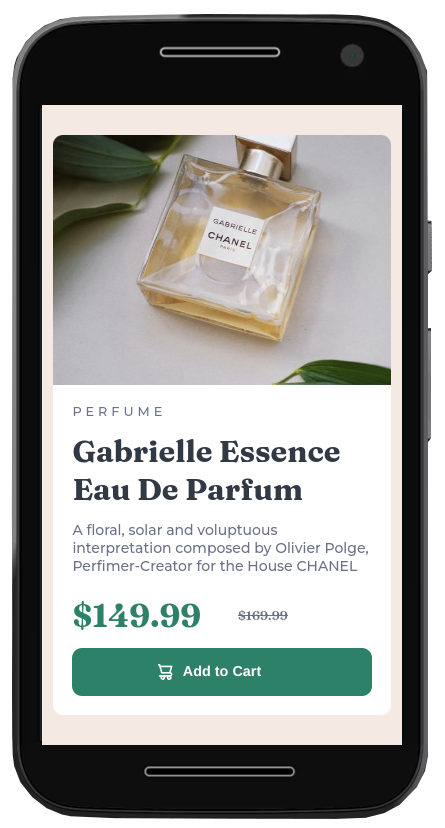 GABRIELLE
CHANEL
PARIS
PERFUME
Gabrielle Essence
Eau De Parfum
A floral, solar and voluptuous
interpretation composed by Olivier Polge,
Perfimer-Creator for the House CHANEL
$149.99 $169.99
Add to Cart